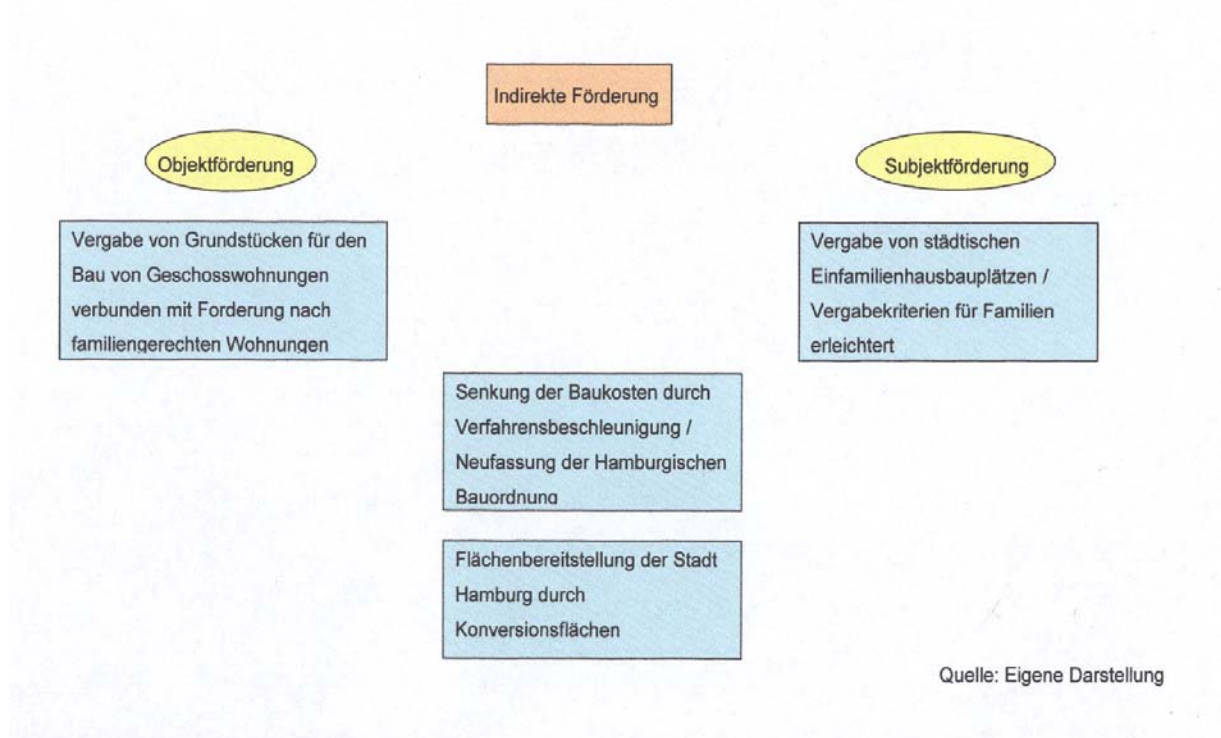 Indirekte Förderung
Objektförderung
Subjektförderung
Vergabe von Grundstücken für den
Bau von Geschosswohnungen
verbunden mit Forderung nach
familiengerechten Wohnungen
Vergabe von städtischen
Einfamilienhausbauplätzen /
Vergabekriterien für Familien
erleichtert
Senkung der Baukosten durch
Verfahrensbeschleunigung /
Neufassung der Hamburgischen
Bauordnung
Flächenbereitstellung der Stadt
Hamburg durch
Konversionsflächen
Quelle: Eigene Darstellung